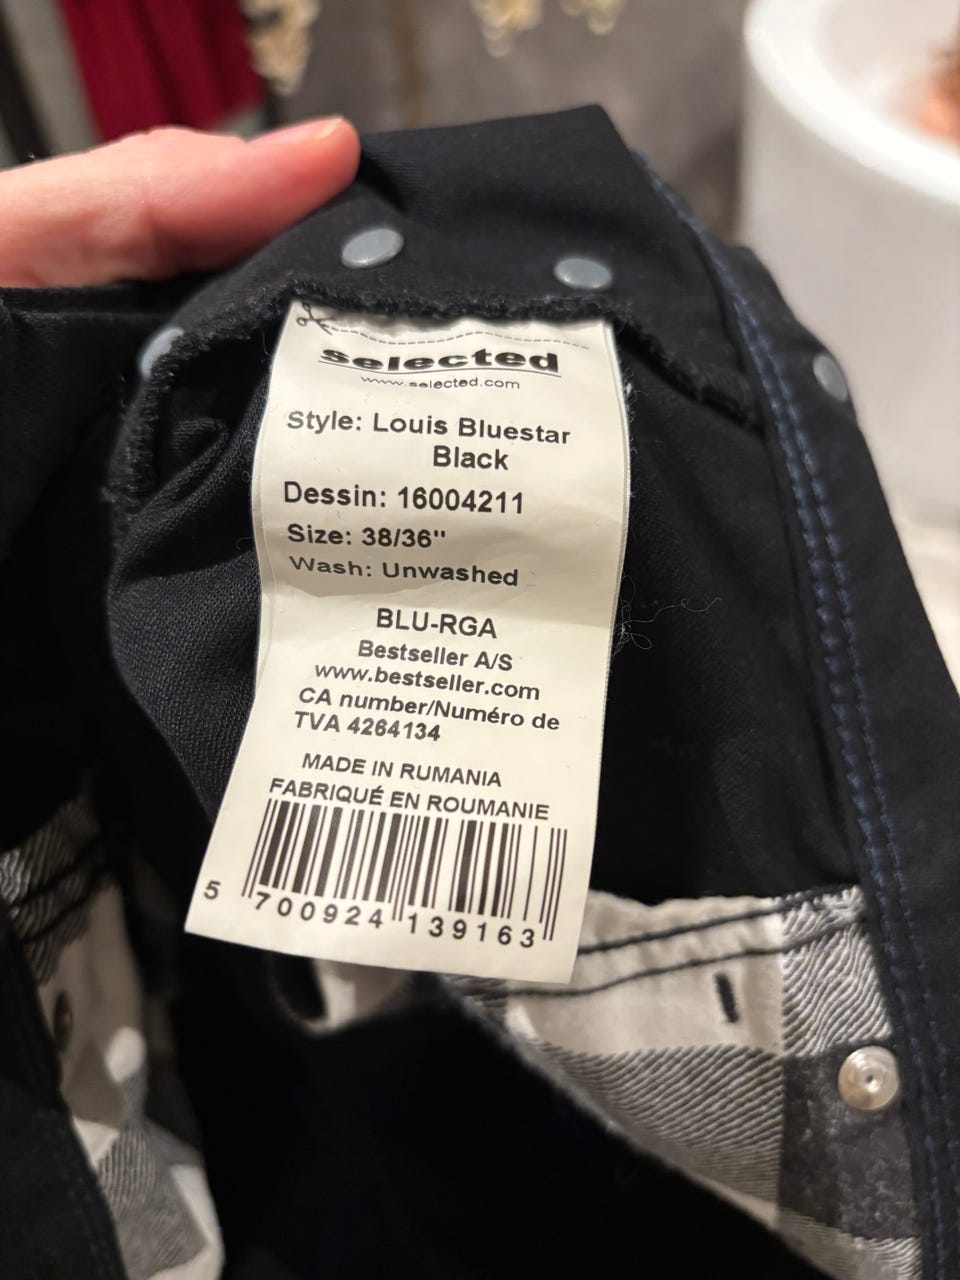 selected
www.selected.com
Style: Louis Bluestar
Black
Dessin: 16004211
Size: 38/36"
Wash: Unwashed
BLU-RGA
Bestseller A/S
www.bestseller.com
CA number/Numéro de
TVA 4264134
MADE IN RUMANIA
FABRIQUÉ EN ROUMANIE
5 700924 139163